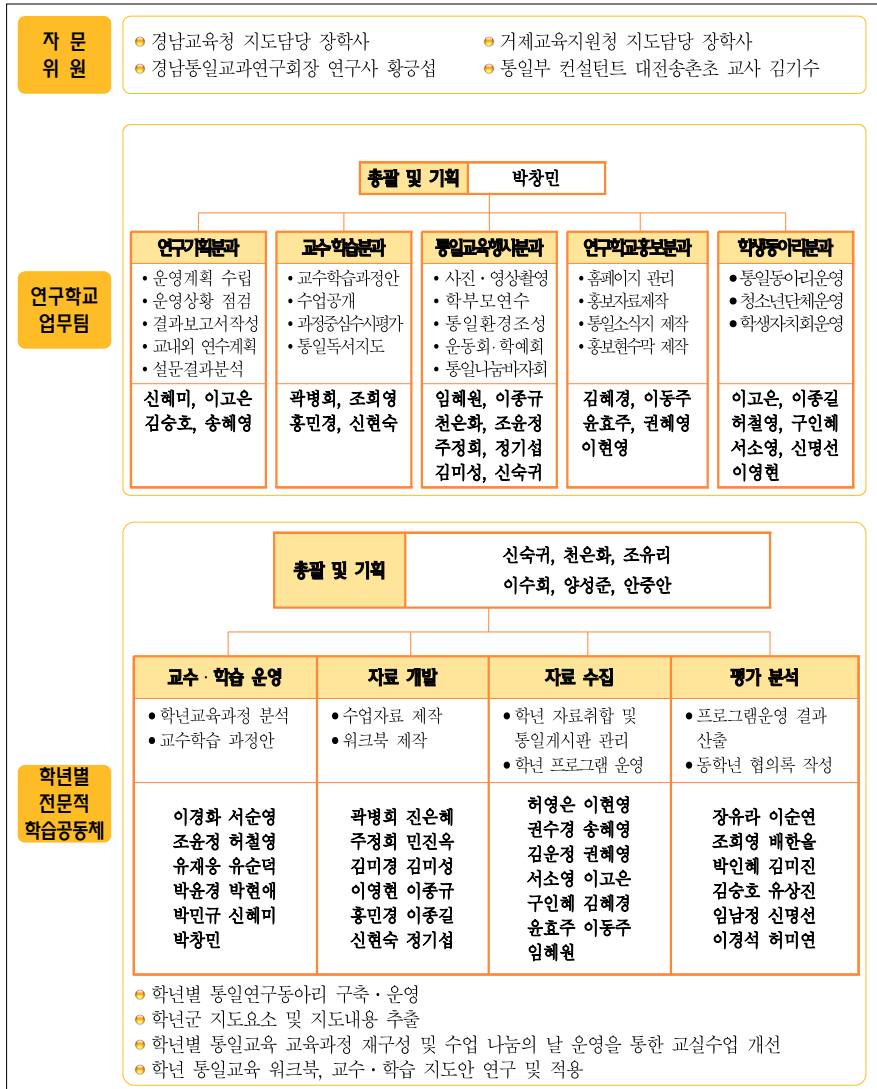 자 문
위 원
경남교육청 지도담당 장학사
거제교육지원청 지도담당 장학사
경남통일교과연구회장 연구사 황긍섭
통일부 컨설턴트 대전송촌초 교사 김기수
연구학교
업무팀
총괄 및 기획
박창민
연구기획분과
• 운영계획 수립
• 운영상황 점검
• 결과보고서작성
• 교내외 연수계획
• 설문결과분석
신혜미, 이고은
김승호, 송혜영
교수·학습분과
• 교수학습과정안
• 수업공개
• 과정중심수시평가
• 통일독서지도
곽병희, 조희영
홍민경, 신현숙
통일교육행사분과
• 사진·영상촬영
• 학부모연수
• 통일환경조성
• 운동회·학예회
• 통일나눔바자회
임혜원, 이종규
천은화, 조윤정
주정희, 정기섭
김미성, 신숙귀
연구학교홍보분과
• 홈페이지 관리
• 홍보자료제작
• 통일소식지 제작
• 홍보현수막 제작
김혜경, 이동주
윤효주, 권혜영
이현영
학생동아리분과
●통일동아리운영
●청소년단체운영
●학생자치회운영
이고은, 이종길
허철영, 구인혜
서소영, 신명선
이영현
학년별
전문적
학습공동체
총괄 및 기획
신숙귀, 천은화, 조유리
이수희, 양성준, 안중안
교수·학습 운영
● 학년교육과정 분석
● 교수학습 과정안
이경화 서순영
조윤정 허철영
유재웅 유순덕
박윤경 박현애
박민규 신혜미
박창민
자료 개발
● 수업자료 제작
● 워크북 제작
곽병희 진은혜
주정희 민진옥
김미경 김미성
이영현 이종규
홍민경 이종길
신현숙 정기섭
자료 수집
● 학년 자료취합 및
통일게시판 관리
● 학년 프로그램 운영
허영은 이현영
권수경 송혜영
김운정 권혜영
서소영 이고은
구인혜 김혜경
윤효주 이동주
임혜원
평가 분석
● 프로그램운영 결과
산출
● 동학년 협의록 작성
장유라 이순연
조희영 배한올
박인혜 김미진
김승호 유상진
임남정 신명선
이경석 허미연
학년별 통일연구동아리 구축·운영
학년군 지도요소 및 지도내용 추출
학년별 통일교육 교육과정 재구성 및 수업 나눔의 날 운영을 통한 교실수업 개선
학년 통일교육 워크북, 교수·학습 지도안 연구 및 적용